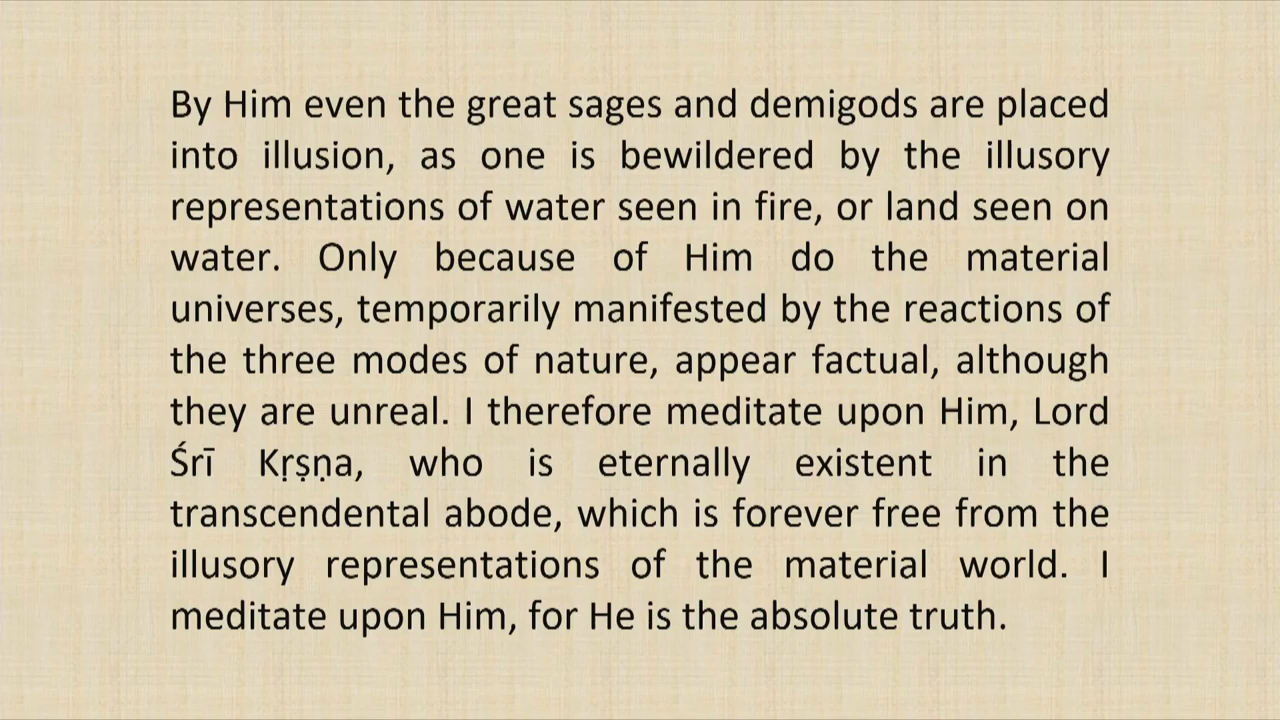 By Him even the great sages and demigods are placed
into illusion, as one is bewildered by the illusory
representations of water seen in fire, or land seen on
water. Only because of Him do the material
universes, temporarily manifested by the reactions of
the three modes of nature, appear factual, although
they are unreal. I therefore meditate upon Him, Lord
Śrī Kṛṣṇa, who is eternally existent in the
transcendental abode, which is forever free from the
illusory representations of the material world. I
meditate upon Him, for He is the absolute truth.